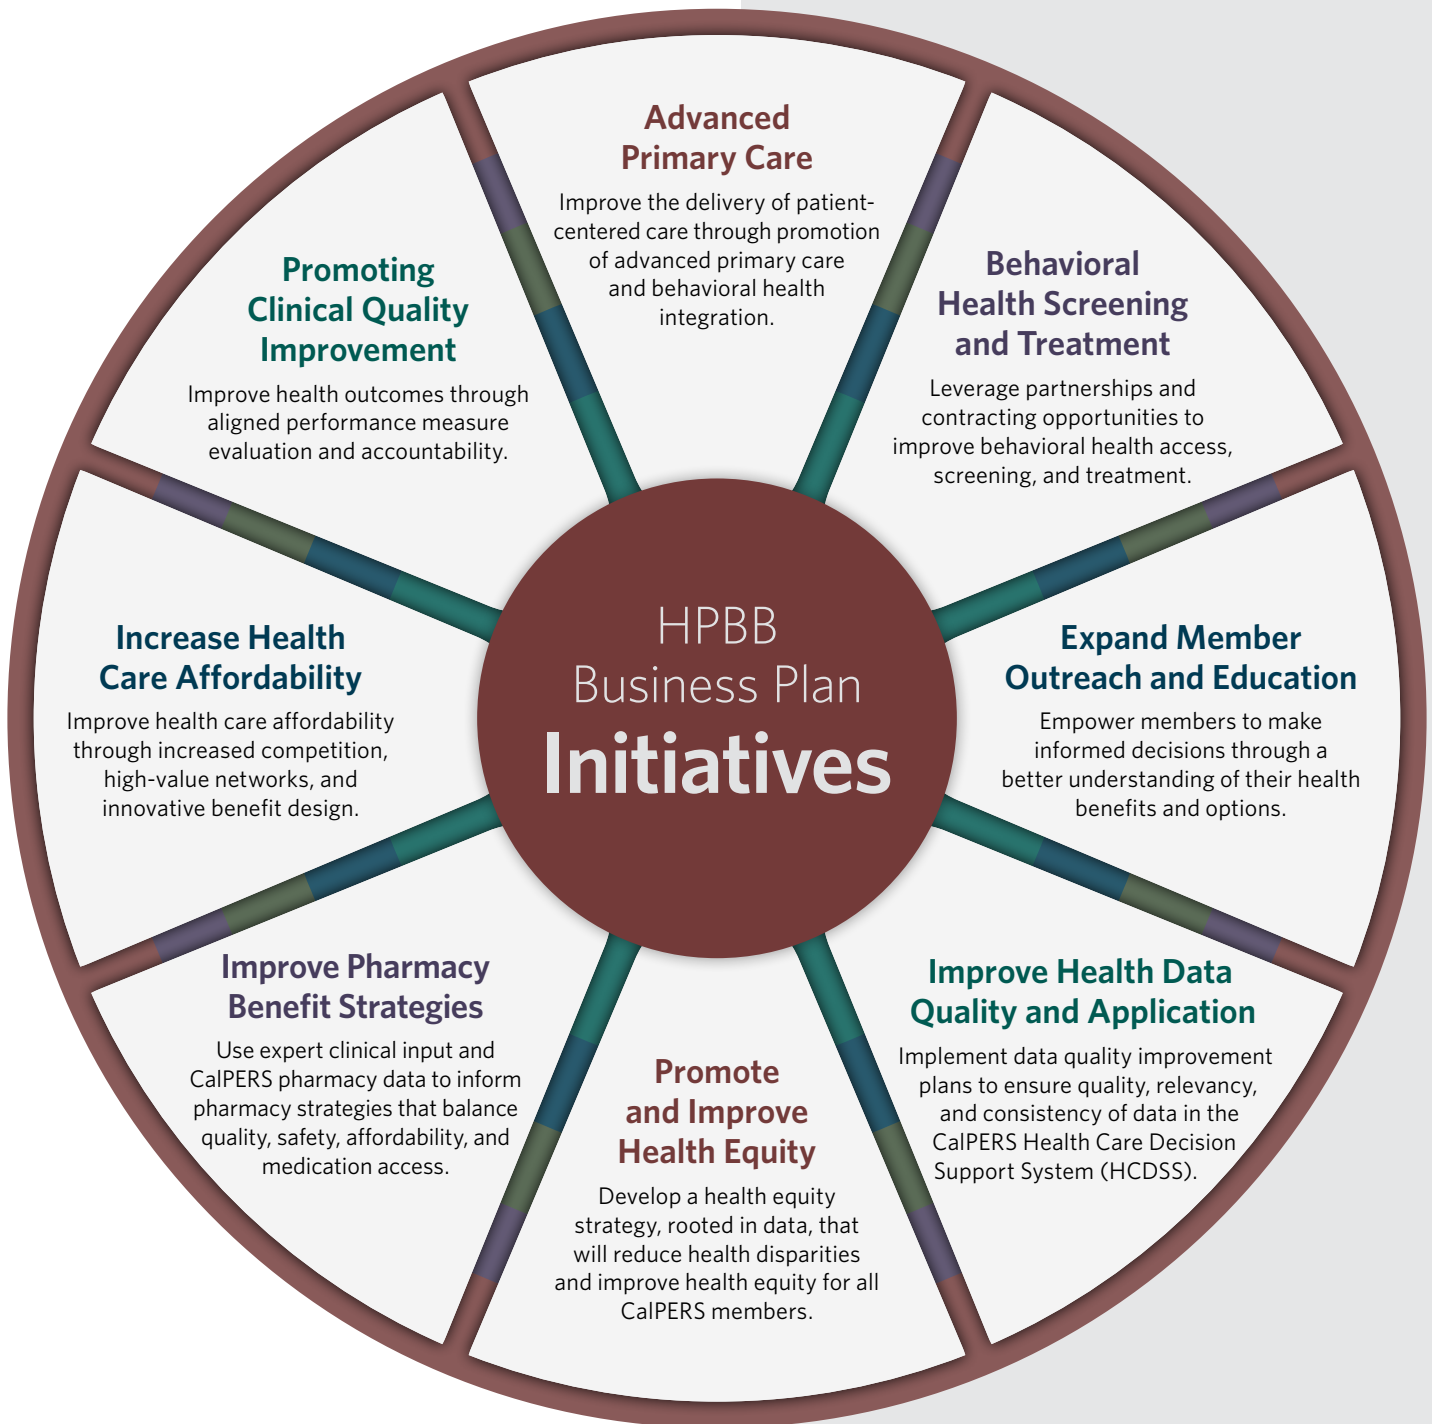 HPBB
Business Plan
Initiatives
Advanced
Primary Care
Improve the delivery of patient-
centered care through promotion
of advanced primary care
and behavioral health
integration.
Behavioral
Health Screening
and Treatment
Leverage partnerships and
contracting opportunities to
improve behavioral health access,
screening, and treatment.
Expand Member
Outreach and Education
Empower members to make
informed decisions through a
better understanding of their health
benefits and options.
Improve Health Data
Quality and Application
Implement data quality improvement
plans to ensure quality, relevancy,
and consistency of data in the
CalPERS Health Care Decision
Support System (HCDSS).
Promote
and Improve
Health Equity
Develop a health equity
strategy, rooted in data, that
will reduce health disparities
and improve health equity for all
CalPERS members.
Improve Pharmacy
Benefit Strategies
Use expert clinical input and
CalPERS pharmacy data to inform
pharmacy strategies that balance
quality, safety, affordability, and
medication access.
Increase Health
Care Affordability
Improve health care affordability
through increased competition,
high-value networks, and
innovative benefit design.
Promoting
Clinical Quality
Improvement
Improve health outcomes through
aligned performance measure
evaluation and accountability.